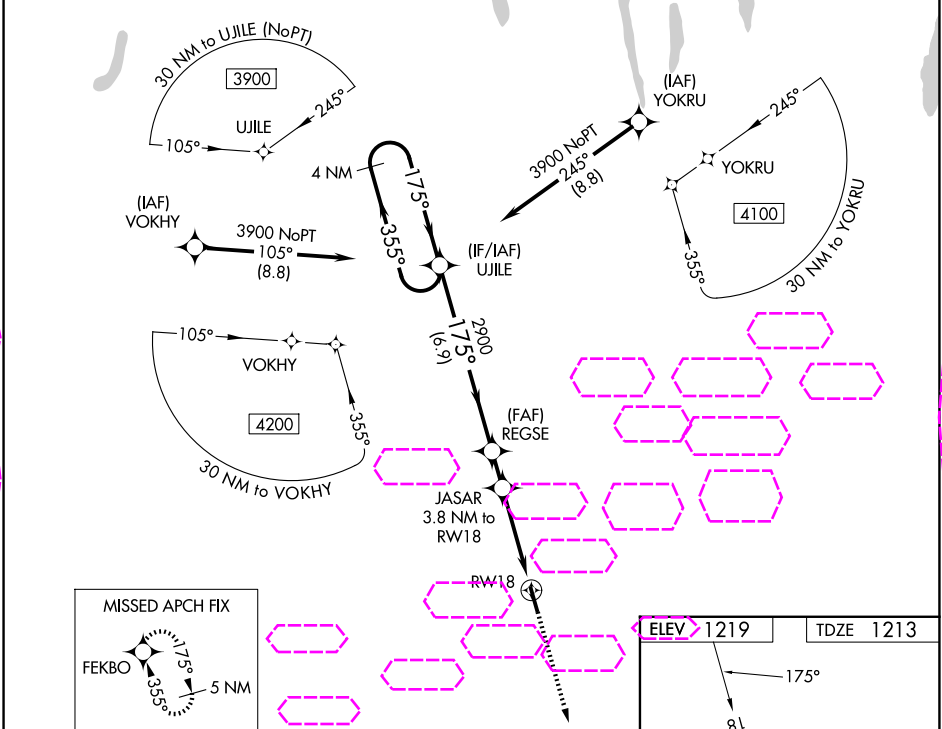 30 NM to UJILE (NoPT)
3900
245°
UJILE
105°
(IAF)
YOKRU
3900 NoPT
245°
(8.8)
245°
YOKRU
4100
355°
30 NM to YOKRU
4 NM
175°
355°
(IF/IAF)
UJILE
(IAF)
VOKHY
3900 NoPT
105°
(8.8)
2900
175°
(6.9)
105°
VOKHY
4200
355°
30 NM to VOKHY
(FAF)
REGSE
JASAR
3.8 NM to
RW18
RW18
MISSED APCH FIX
FEKBO
175°
355°
5 NM
ELEV 1219
TDZE 1213
175°
18